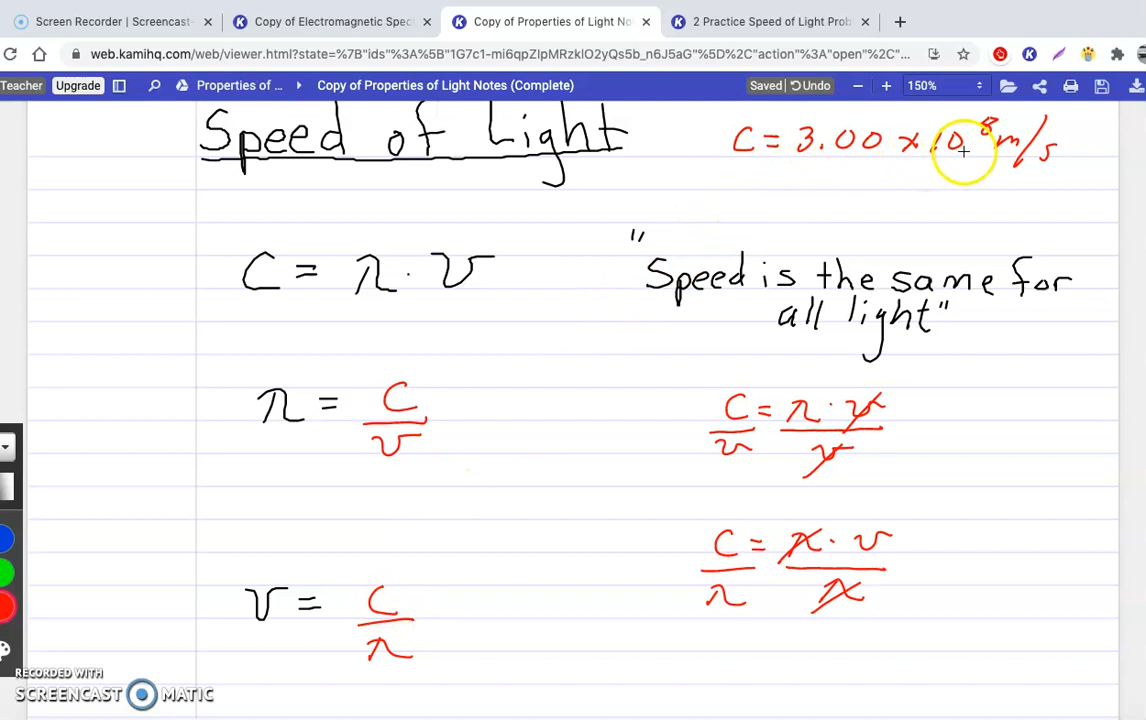 Screen Recorder | Screencast-
Copy of Electromagnetic Spect
Copy of Properties of Light No
2 Practice Speed of Light Prob
web.kamihq.com/web/viewer.html?state=%7B"ids"%3A%5B"1G7c1-mi6qpZIpMRzklO2yQs5b_n6J5aG"%5D%2C"action"%3A"open"%2C"...
Teacher
Upgrade
Properties of ...
Copy of Properties of Light Notes (Complete)
Saved
Undo
150%
Speed of Light
C = 3.00 x 10⁸ m/s
C = λ · ν
"Speed is the same for
all light"
λ = C/ν
C/ν = λ · ν/ν
C/λ = λ · ν/λ
ν = C/λ
RECORDED WITH
SCREENCAST MATIC